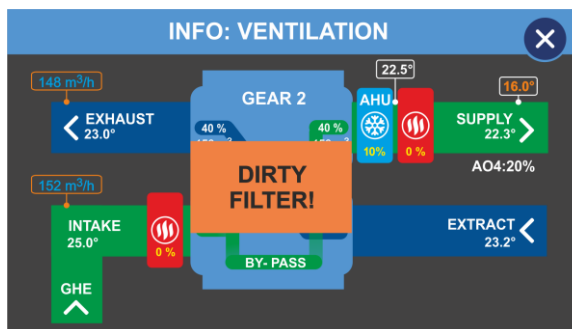 INFO: VENTILATION
148 m³/h
22.5°
16.0°
GEAR 2
AHU
EXHAUST
23.0°
40 %
40 %
SUPPLY
22.3°
10%
0 %
AO4:20%
DIRTY
FILTER!
152 m³/h
INTAKE
25.0°
0 %
EXTRACT
23.2°
BY- PASS
GHE